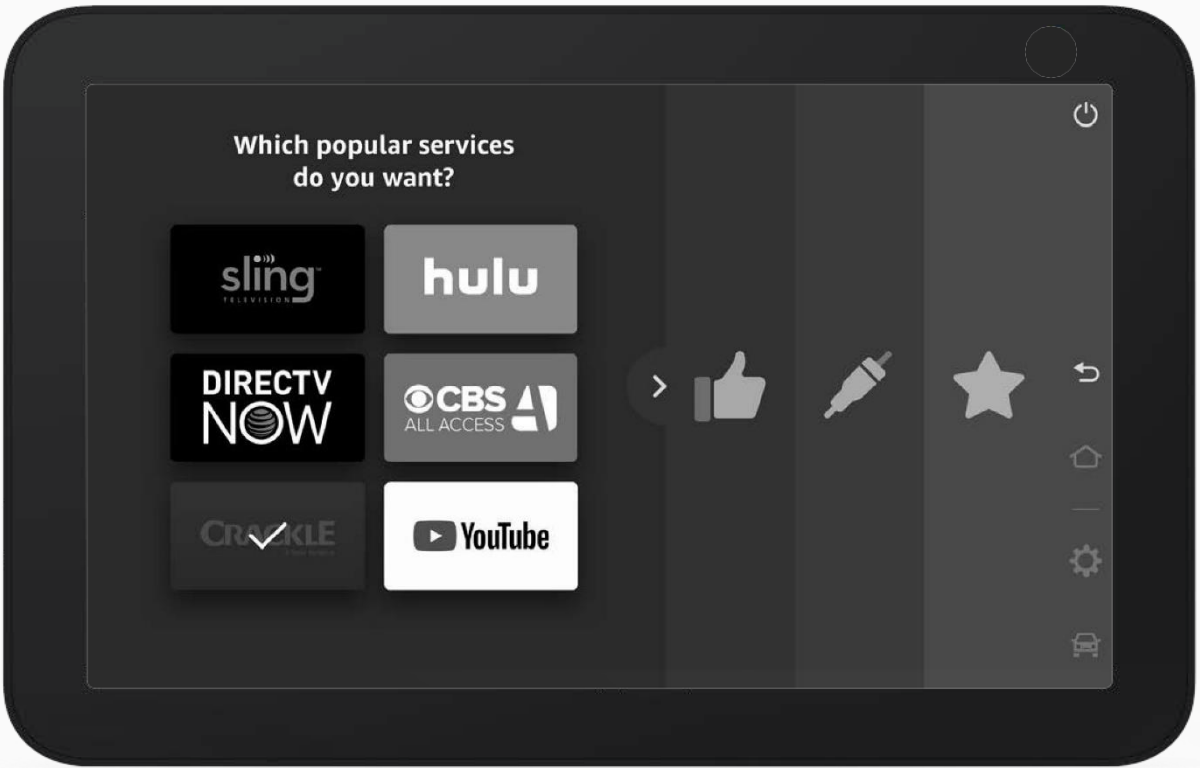 Which popular services
do you want?
sling
TELEVISION
hulu
DIRECTV
NOW
CBS
ALL ACCESS
CRACKLE
YouTube